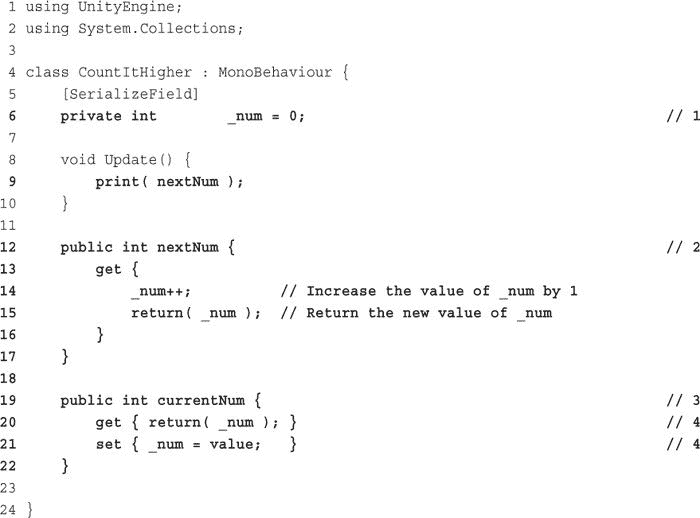 1 using UnityEngine;
2 using System.Collections;
3
4 class CountItHigher : MonoBehaviour {
5     [SerializeField]
6     private int        _num = 0;                                         // 1
7
8     void Update() {
9         print( nextNum );
10     }
11
12     public int nextNum {                                                 // 2
13         get {
14             _num++;          // Increase the value of _num by 1
15             return( _num );  // Return the new value of _num
16         }
17     }
18
19     public int currentNum {                                              // 3
20         get { return( _num ); }                                          // 4
21         set { _num = value;   }                                          // 4
22     }
23
24 }